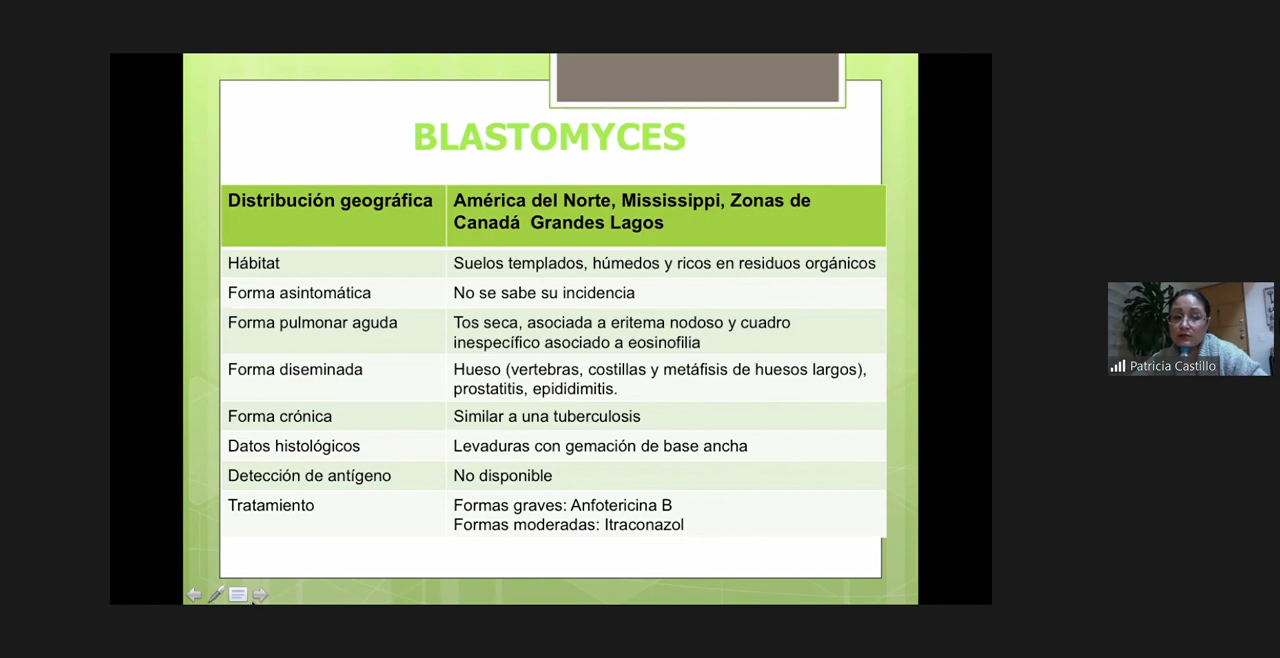 BLASTOMYCES
Distribución geográfica
América del Norte, Mississippi, Zonas de
Canadá Grandes Lagos
Hábitat
Suelos templados, húmedos y ricos en residuos orgánicos
Forma asintomática
No se sabe su incidencia
Forma pulmonar aguda
Tos seca, asociada a eritema nodoso y cuadro
inespecífico asociado a eosinofilia
Forma diseminada
Hueso (vertebras, costillas y metáfisis de huesos largos),
prostatitis, epididimitis.
Forma crónica
Similar a una tuberculosis
Datos histológicos
Levaduras con gemación de base ancha
Detección de antígeno
No disponible
Tratamiento
Formas graves: Anfotericina B
Formas moderadas: Itraconazol
Patricia Castillo